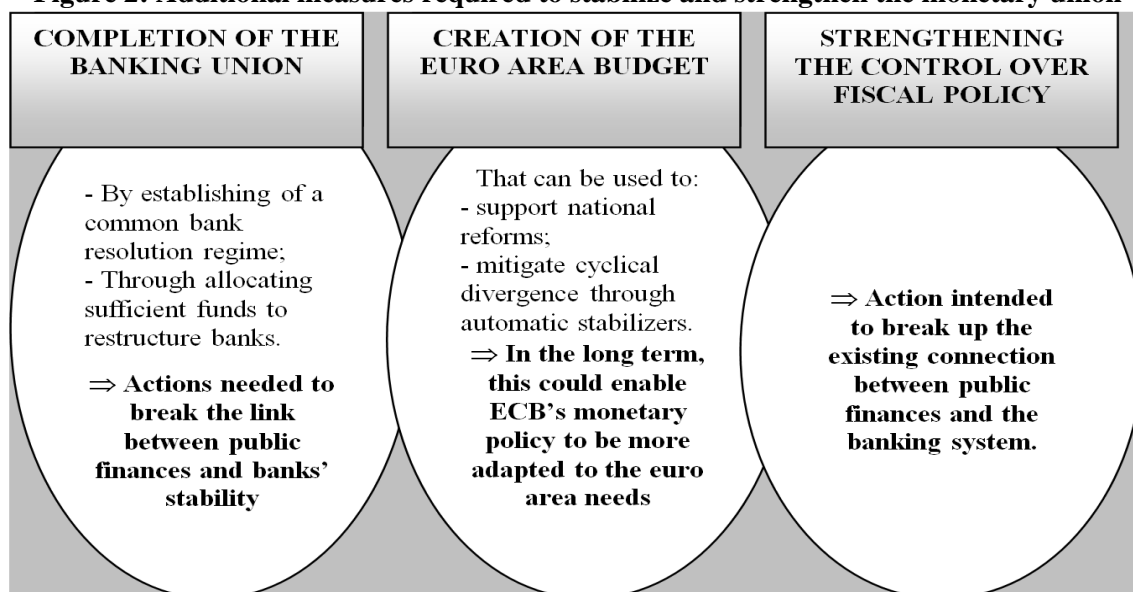 Figure 2: Additional measures required to stabilize and strengthen the monetary union
COMPLETION OF THE
BANKING UNION
- By establishing of a
common bank
resolution regime;
- Through allocating
sufficient funds to
restructure banks.
⇒ Actions needed to
break the link
between public
finances and banks’
stability
CREATION OF THE
EURO AREA BUDGET
That can be used to:
- support national
reforms;
- mitigate cyclical
divergence through
automatic stabilizers.
⇒ In the long term,
this could enable
ECB’s monetary
policy to be more
adapted to the euro
area needs
STRENGTHENING
THE CONTROL OVER
FISCAL POLICY
⇒ Action intended
to break up the
existing connection
between public
finances and the
banking system.